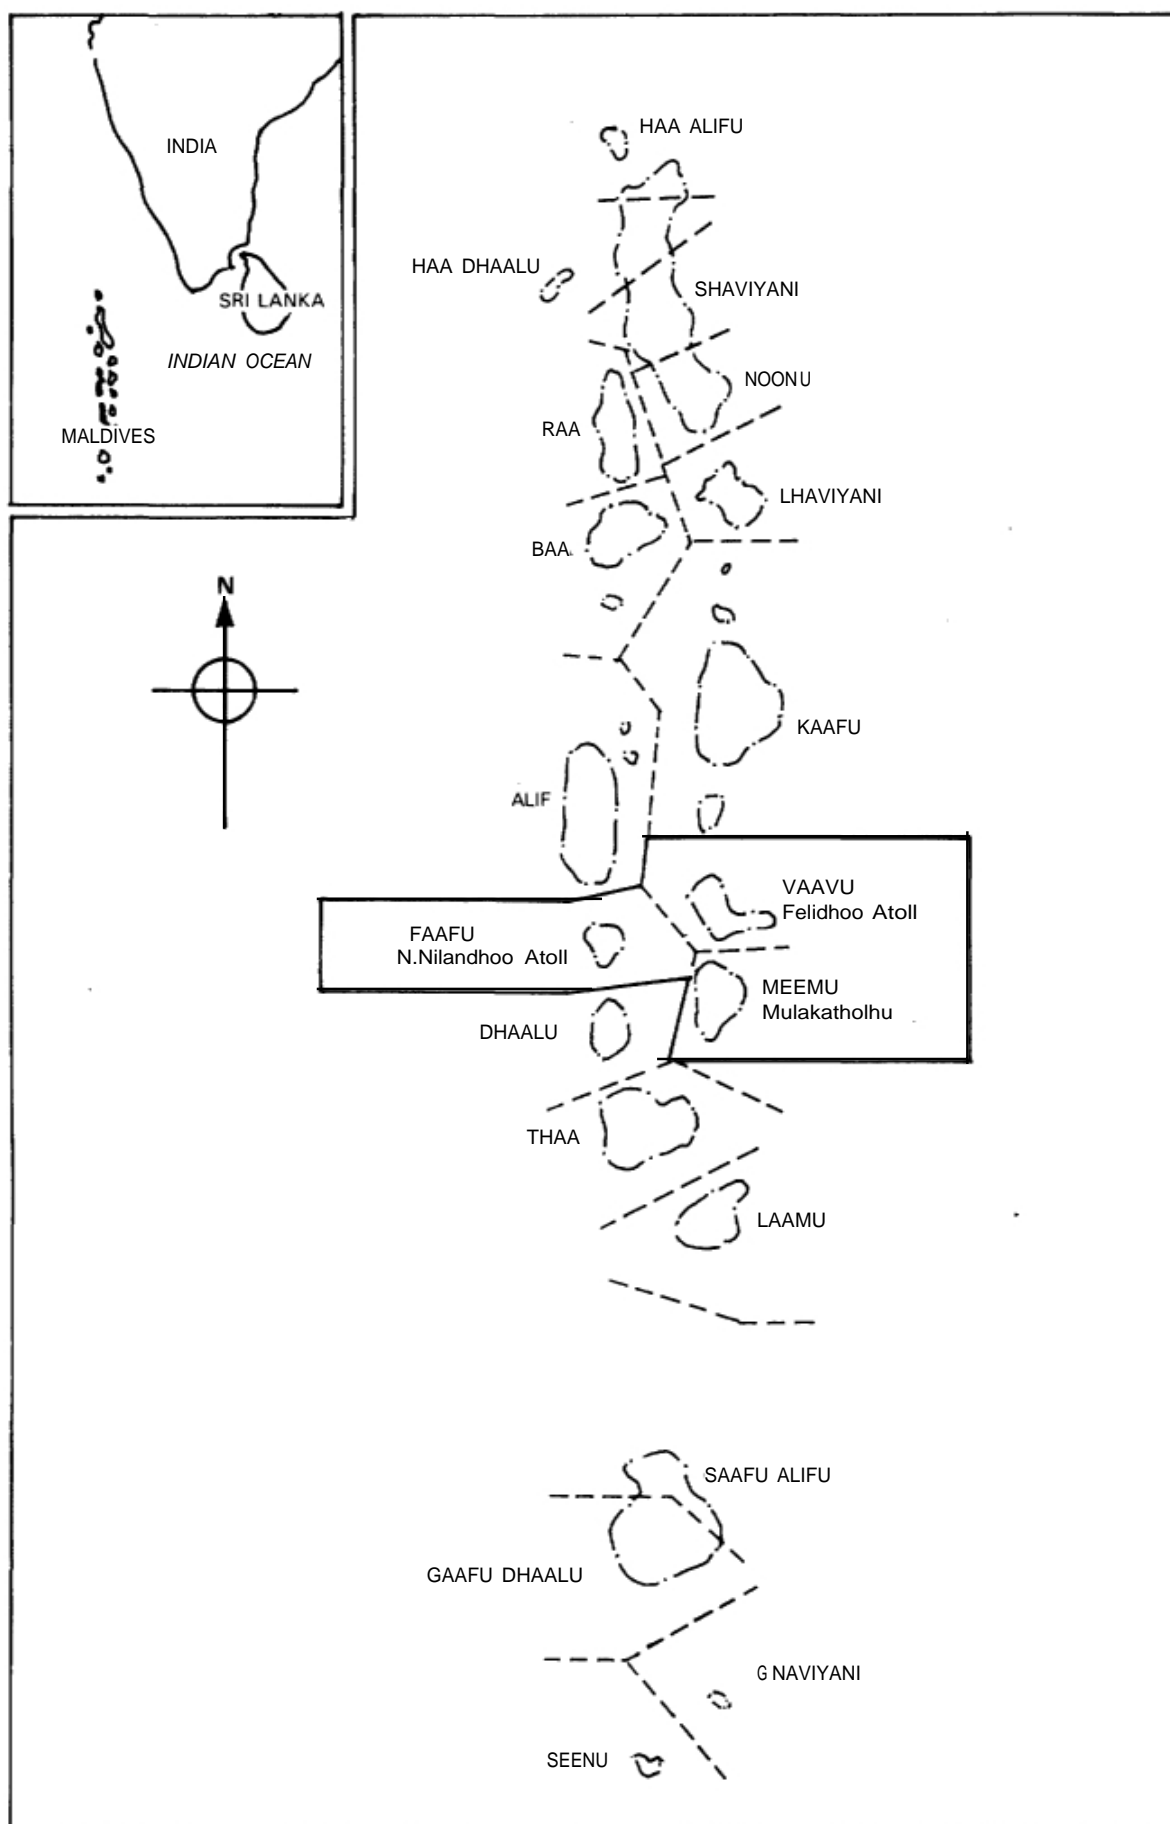 INDIA
SRI LANKA
INDIAN OCEAN
MALDIVES
N
HAA ALIFU
HAA DHAALU
SHAVIYANI
NOONU
RAA
LHAVIYANI
BAA
KAAFU
ALIF
VAAVU
Felidhoo Atoll
FAAFU
N.Nilandhoo Atoll
MEEMU
Mulakatholhu
DHAALU
THAA
LAAMU
SAAFU ALIFU
GAAFU DHAALU
G NAVIYANI
SEENU